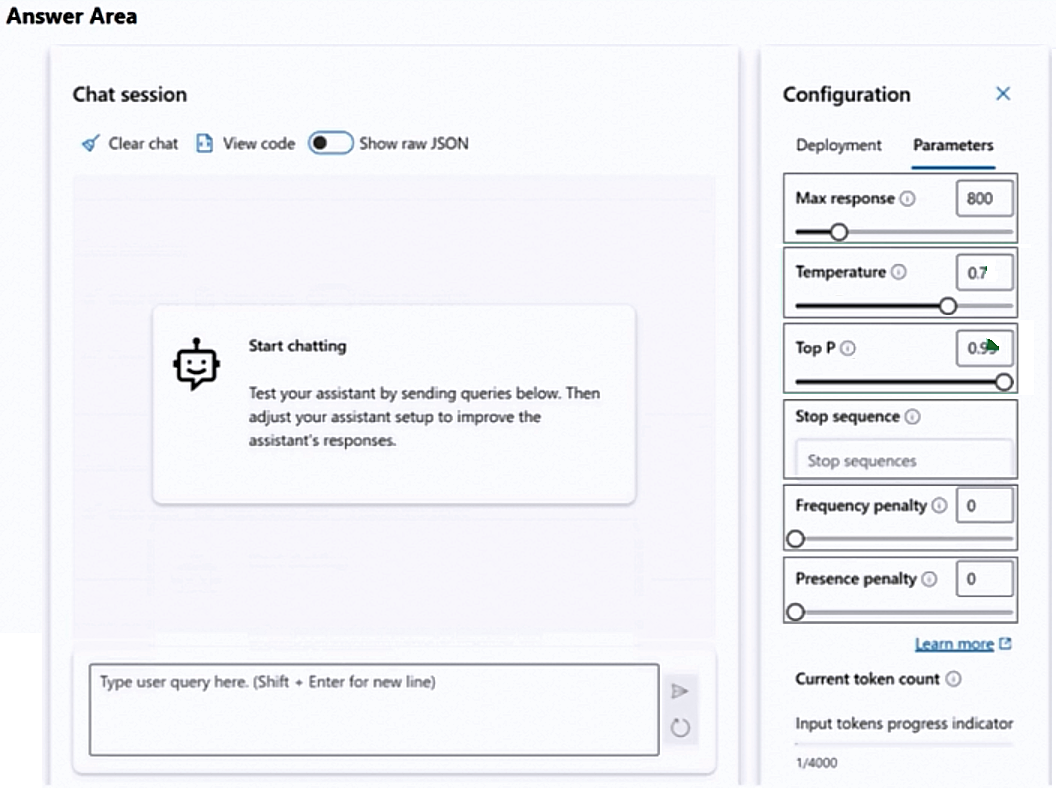 Answer Area
Chat session
Clear chat View code Show raw JSON
Start chatting
Test your assistant by sending queries below. Then
adjust your assistant setup to improve the
assistant's responses.
Type user query here. (Shift + Enter for new line)
Configuration
Deployment Parameters
Max response 800
Temperature 0.7
Top P
Stop sequence
Stop sequences
Frequency penalty 0
Presence penalty 0
Learn more
Current token count
Input tokens progress indicator
1/4000